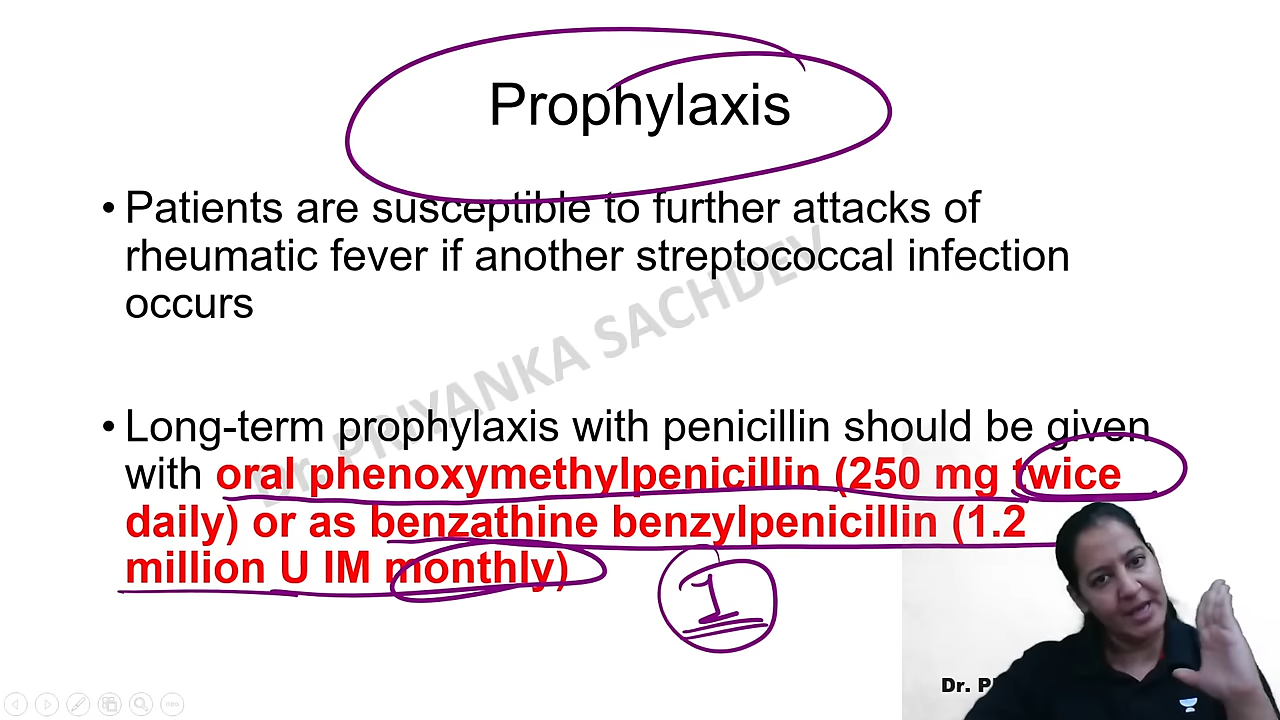 Prophylaxis
• Patients are susceptible to further attacks of
rheumatic fever if another streptococcal infection
occurs
Dr. PRIYANKA SACHDEV
• Long-term prophylaxis with penicillin should be given
with oral phenoxymethylpenicillin (250 mg twice
daily) or as benzathine benzylpenicillin (1.2
million U IM monthly)
1
Dr.